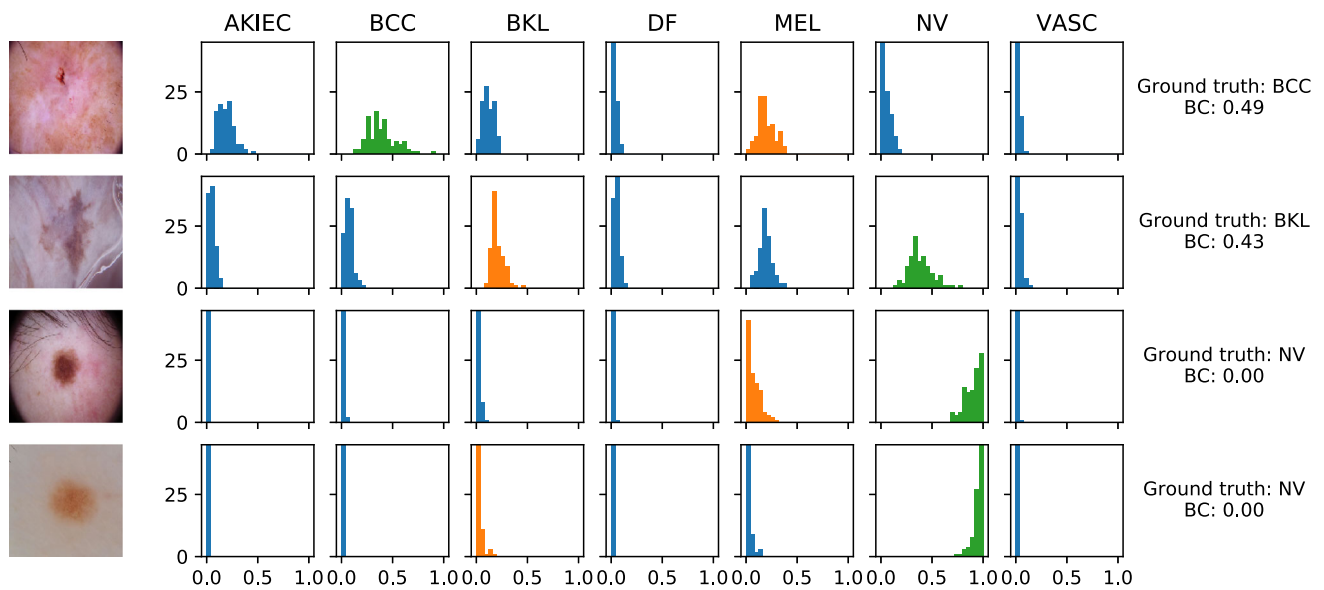 AKIEC BCC BKL DF MEL NV VASC
25
0
Ground truth: BCC
BC: 0.49
25
0
Ground truth: BKL
BC: 0.43
25
0
Ground truth: NV
BC: 0.00
25
0
Ground truth: NV
BC: 0.00
0.0 0.5 1.0 0.0 0.5 1.0 0.0 0.5 1.0 0.0 0.5 1.0 0.0 0.5 1.0 0.0 0.5 1.0 0.0 0.5 1.0